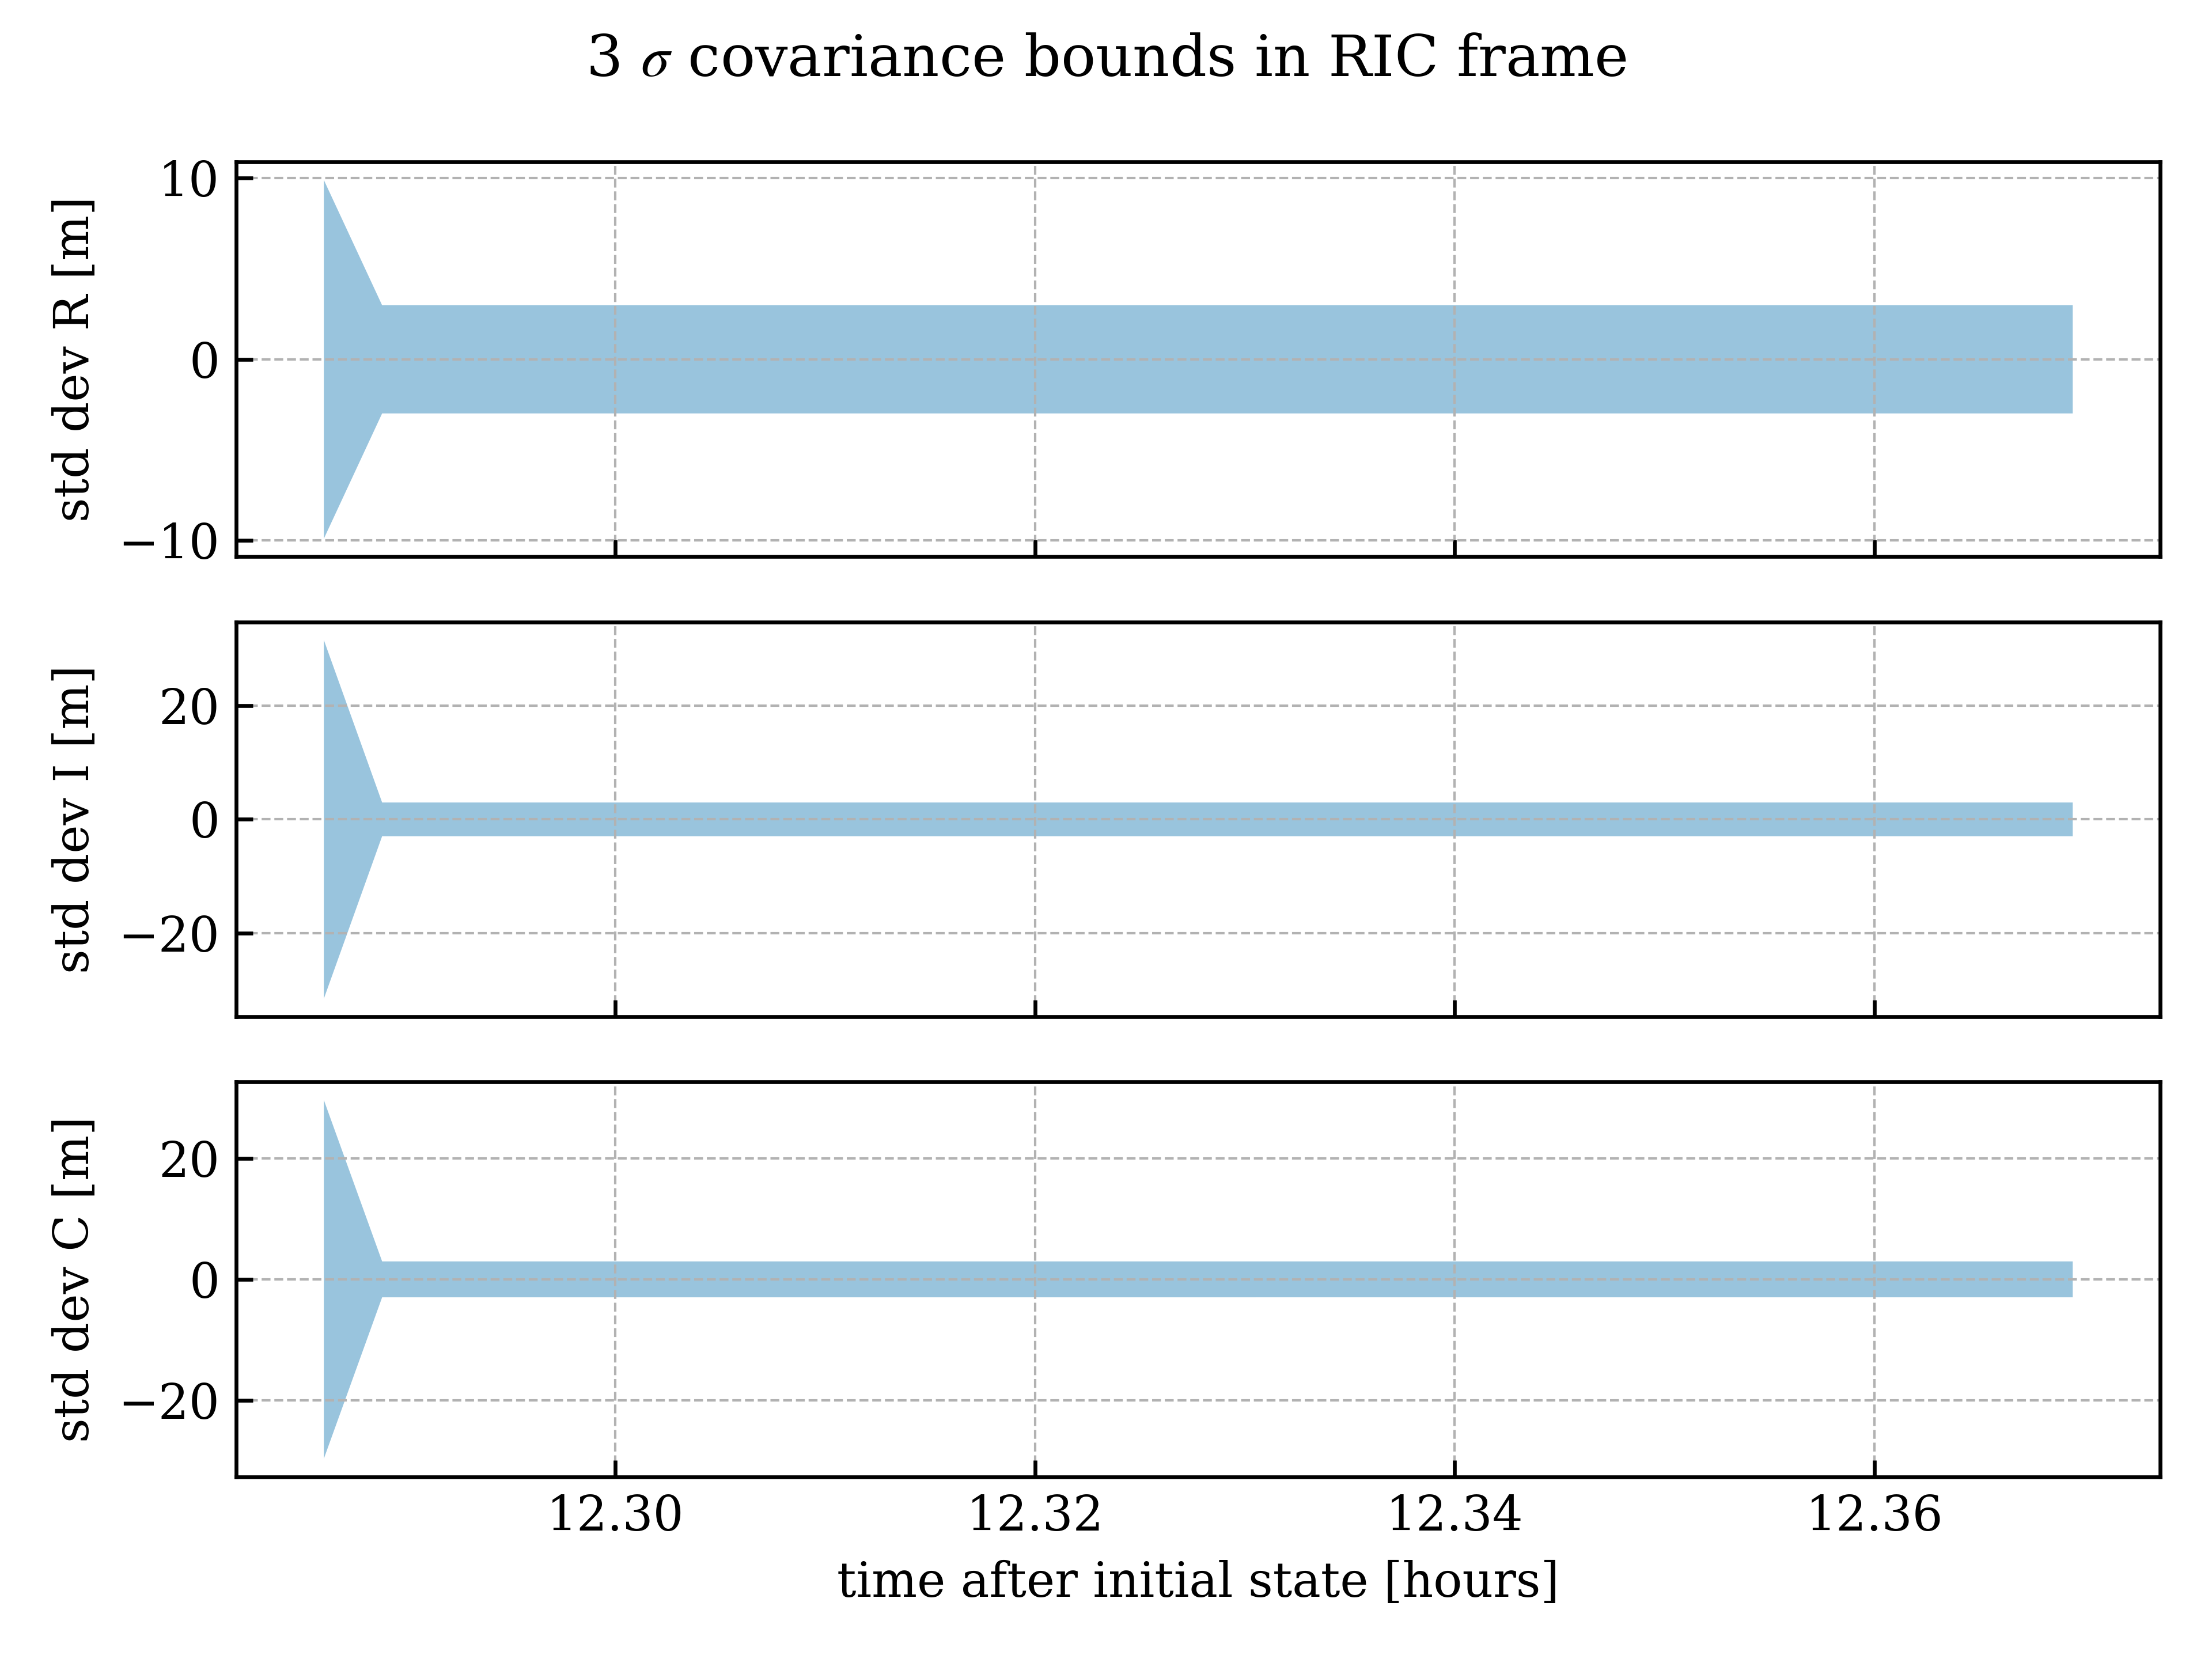 3 σ covariance bounds in RIC frame
10
0
−10
std dev R [m]
20
0
−20
std dev I [m]
20
0
−20
std dev C [m]
12.30 12.32 12.34 12.36
time after initial state [hours]